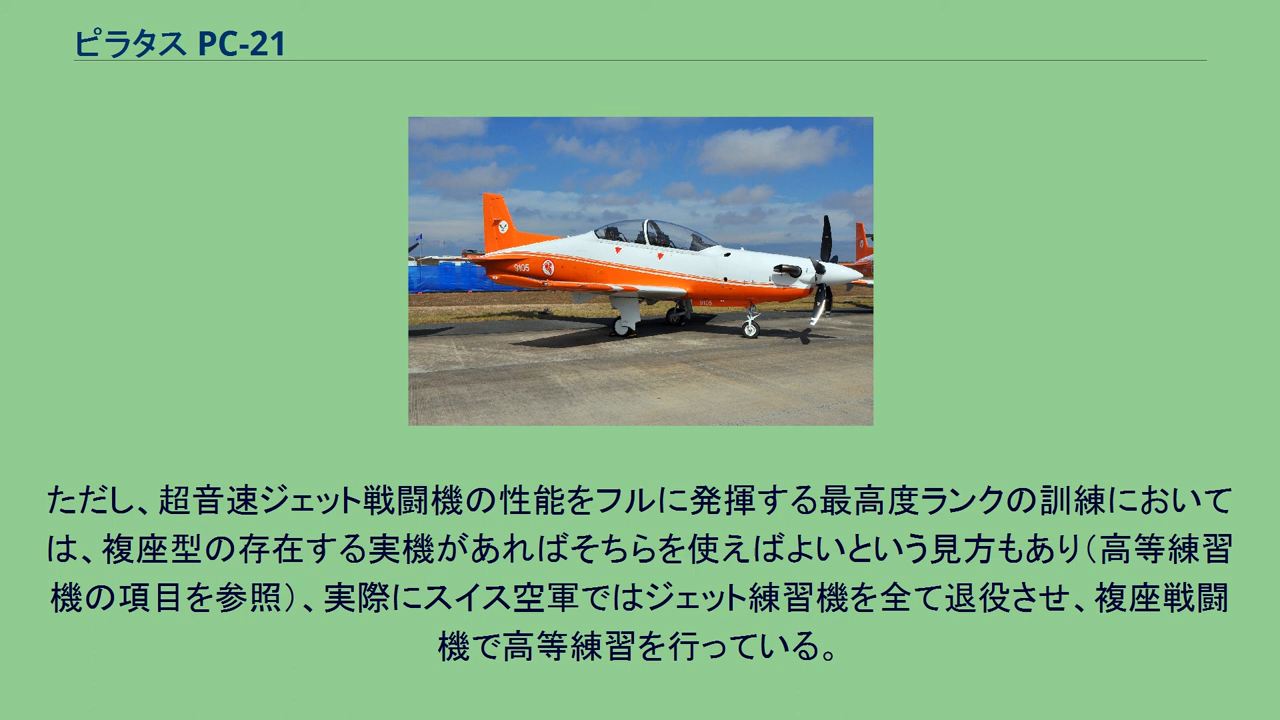 ピラタス PC-21
9105
9105
ただし、超音速ジェット戦闘機の性能をフルに発揮する最高度ランクの訓練において
は、複座型の存在する実機があればそちらを使えばよいという見方もあり（高等練習
機の項目を参照）、実際にスイス空軍ではジェット練習機を全て退役させ、複座戦闘
機で高等練習を行っている。